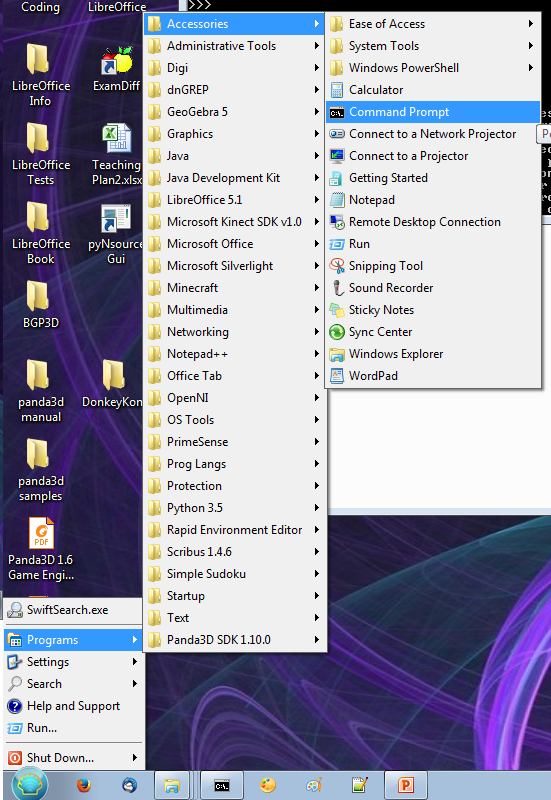 Coding
LibreOffice
>>>
LibreOffice
Info
ExamDiff
LibreOffice
Tests
Teaching
Plan2.xlsx
LibreOffice
Book
pyNsource
Gui
BGP3D
panda3d
manual
DonkeyKon
panda3d
samples
PDF
Panda3D 1.6
Game Engi...
SwiftSearch.exe
Programs
Settings
Search
Help and Support
Run...
Shut Down...
Accessories
Administrative Tools
Digi
dnGREP
GeoGebra 5
Graphics
Java
Java Development Kit
LibreOffice 5.1
Microsoft Kinect SDK v1.0
Microsoft Office
Microsoft Silverlight
Minecraft
Multimedia
Networking
Notepad++
Office Tab
OpenNI
OS Tools
PrimeSense
Prog Langs
Protection
Python 3.5
Rapid Environment Editor
Scribus 1.4.6
Simple Sudoku
Startup
Text
Panda3D SDK 1.10.0
Ease of Access
System Tools
Windows PowerShell
Calculator
Command Prompt
Connect to a Network Projector
Connect to a Projector
Getting Started
Notepad
Remote Desktop Connection
Run
Snipping Tool
Sound Recorder
Sticky Notes
Sync Center
Windows Explorer
WordPad